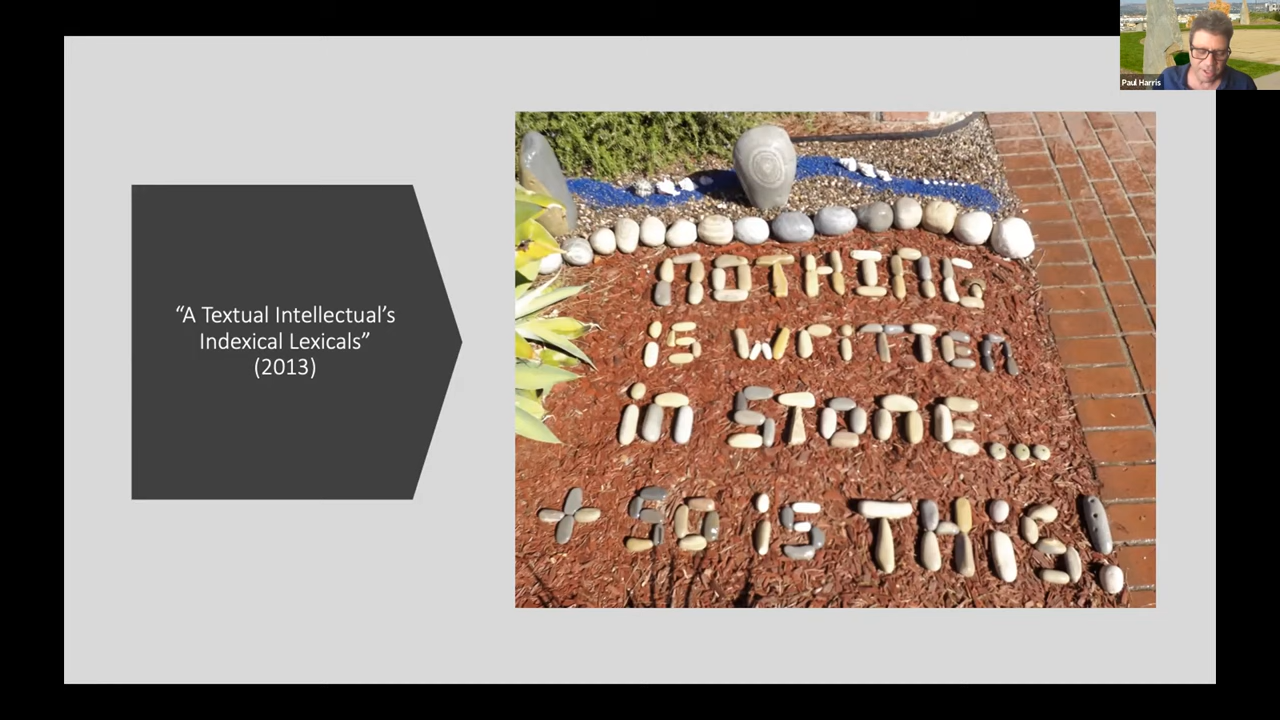 Paul Harris
“A Textual Intellectual’s
Indexical Lexicals”
(2013)
NOTHING
is written
in STONE...
+ so is THIS!